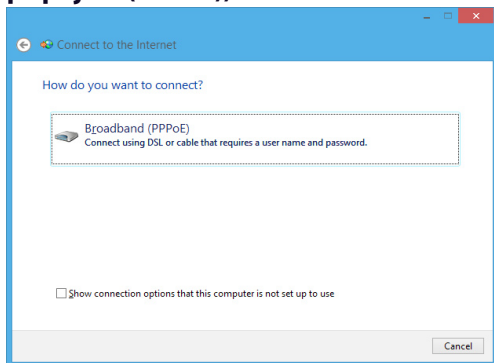 Connect to the Internet
How do you want to connect?
Broadband (PPPoE)
Connect using DSL or cable that requires a user name and password.
Show connection options that this computer is not set up to use
Cancel